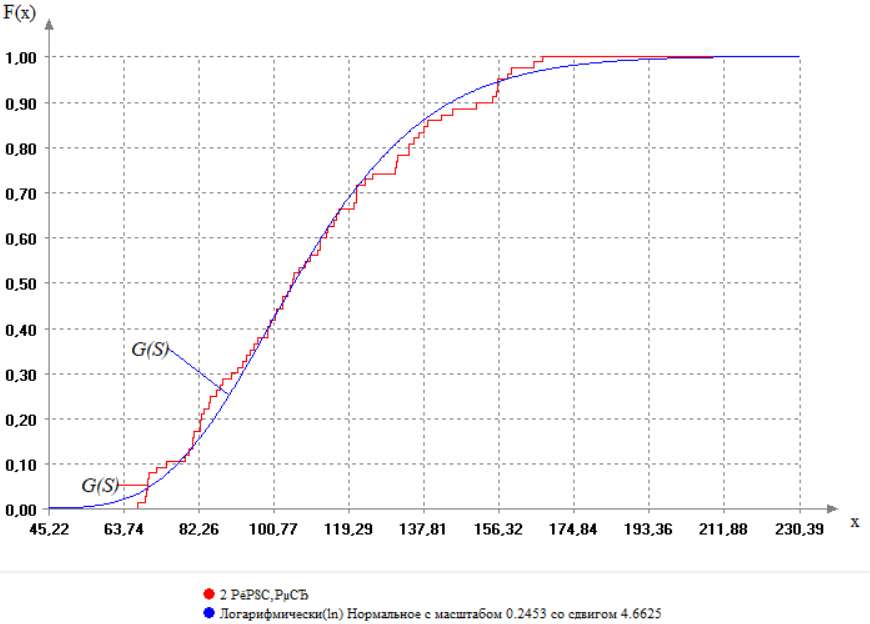 F(x)
1,00
0,90
0,80
0,70
0,60
0,50
0,40
0,30
0,20
0,10
0,00
G(S)
G(S)
45,22 63,74 82,26 100,77 119,29 137,81 156,32 174,84 193,36 211,88 230,39 x
2 РєРѕС‚РµСЂ
Логарифмически(ln) Нормальное с масштабом 0.2453 со сдвигом 4.6625